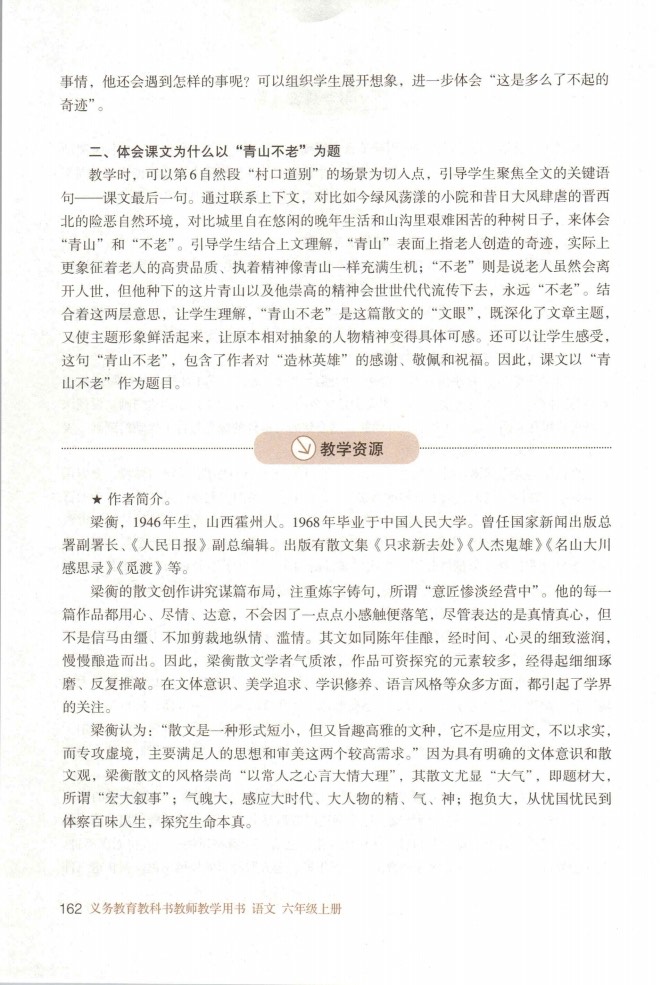 事情，他还会遇到怎样的事呢？可以组织学生展开想象，进一步体会“这是多么了不起的
奇迹”。
二、体会课文为什么以“青山不老”为题
教学时，可以第6自然段“村口道别”的场景为切入点，引导学生聚焦全文的关键语
句——课文最后一句。通过联系上下文，对比如今绿风荡漾的小院和昔日大风肆虐的晋西
北的险恶自然环境，对比城里自在悠闲的晚年生活和山沟里艰难困苦的种树日子，来体会
“青山”和“不老”。引导学生结合上文理解，“青山”表面上指老人创造的奇迹，实际上
更象征着老人的高贵品质、执着精神像青山一样充满生机；“不老”则是说老人虽然会离
开人世，但他种下的这片青山以及他崇高的精神会世世代代流传下去，永远“不老”。结
合着这两层意思，让学生理解，“青山不老”是这篇散文的“文眼”，既深化了文章主题，
又使主题形象鲜活起来，让原本相对抽象的人物精神变得具体可感。还可以让学生感受，
这句“青山不老”，包含了作者对“造林英雄”的感谢、敬佩和祝福。因此，课文以“青
山不老”作为题目。
教学资源
★ 作者简介。
梁衡，1946年生，山西霍州人。1968年毕业于中国人民大学。曾任国家新闻出版总
署副署长、《人民日报》副总编辑。出版有散文集《只求新去处》《人杰鬼雄》《名山大川
感思录》《觅渡》等。
梁衡的散文创作讲究谋篇布局，注重炼字铸句，所谓“意匠惨淡经营中”。他的每一
篇作品都用心、尽情、达意，不会因了一点点小感触便落笔，尽管表达的是真情真心，但
不是信马由缰、不加剪裁地纵情、滥情。其文如同陈年佳酿，经时间、心灵的细致滋润，
慢慢酿造而出。因此，梁衡散文学者气质浓，作品可资探究的元素较多，经得起细细琢
磨、反复推敲。在文体意识、美学追求、学识修养、语言风格等众多方面，都引起了学界
的关注。
梁衡认为：“散文是一种形式短小，但又旨趣高雅的文种，它不是应用文，不以求实，
而专攻虚境，主要满足人的思想和审美这两个较高需求。”因为具有明确的文体意识和散
文观，梁衡散文的风格崇尚“以常人之心言大情大理”，其散文尤显“大气”，即题材大，
所谓“宏大叙事”；气魄大，感应大时代、大人物的精、气、神；抱负大，从忧国忧民到
体察百味人生，探究生命本真。
162 义务教育教科书教师教学用书 语文 六年级上册